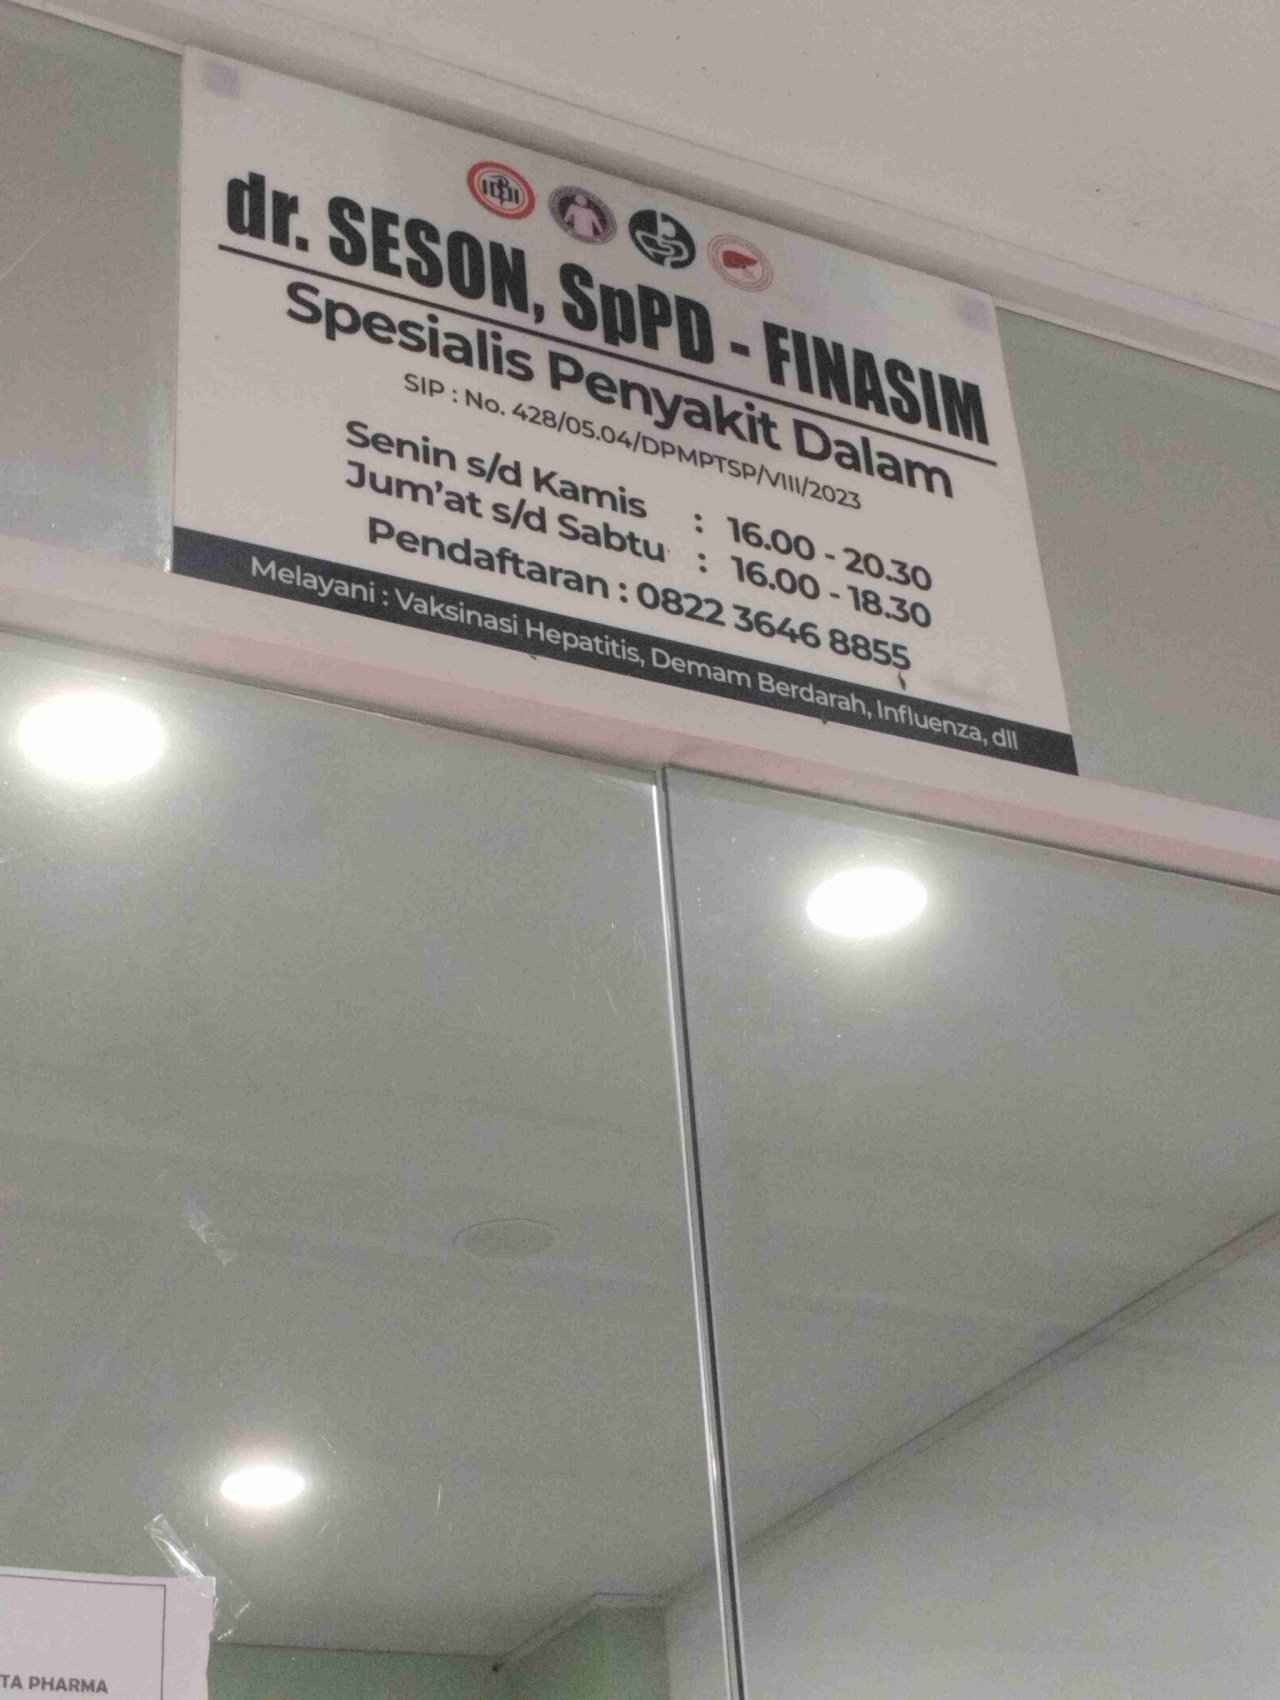 IDI
dr. SESON, SpPD - FINASIM
Spesialis Penyakit Dalam
SIP : No. 428/05.04/DPMPTSP/VIII/2023
Senin s/d Kamis : 16.00 - 20.30
Jum'at s/d Sabtu : 16.00 - 18.30
Pendaftaran : 0822 3646 8855
Melayani : Vaksinasi Hepatitis, Demam Berdarah, Influenza, dll
TA PHARMA